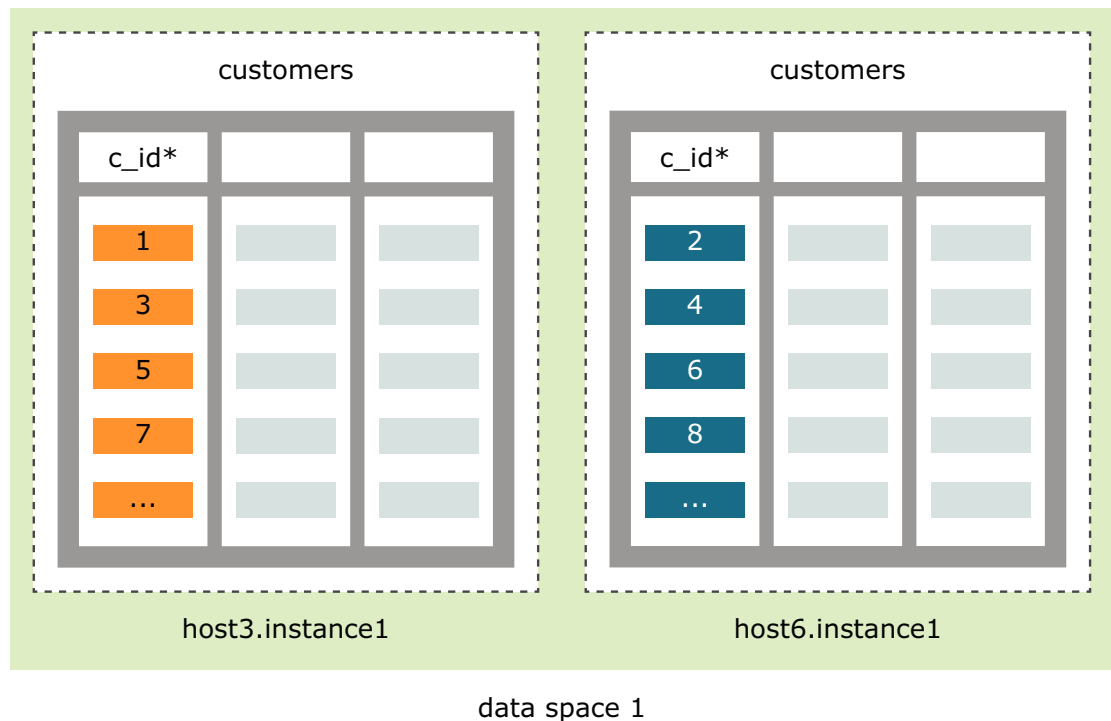 customers
c_id*
1
3
5
7
...
host3.instance1
customers
c_id*
2
4
6
8
...
host6.instance1
data space 1